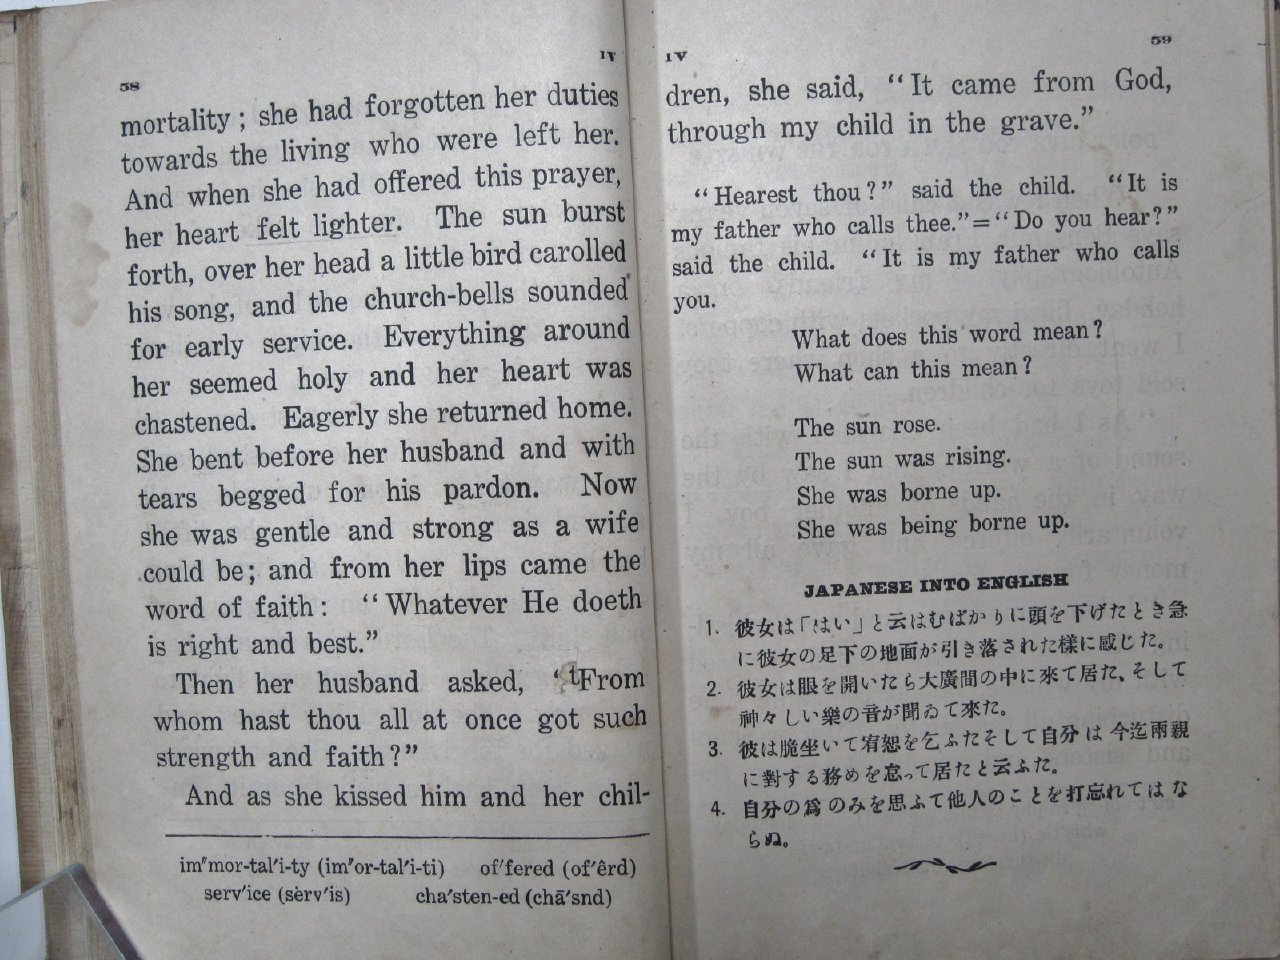 58
IV
mortality; she had forgotten her duties
towards the living who were left her.
And when she had offered this prayer,
her heart felt lighter. The sun burst
forth, over her head a little bird carolled
his song, and the church-bells sounded
for early service. Everything around
her seemed holy and her heart was
chastened. Eagerly she returned home.
She bent before her husband and with
tears begged for his pardon. Now
she was gentle and strong as a wife
could be; and from her lips came the
word of faith: “Whatever He doeth
is right and best.”
Then her husband asked, “From
whom hast thou all at once got such
strength and faith?”
And as she kissed him and her chil-
im″mor-tal′i-ty (im″or-tal′i-ti) of′fered (of′êrd)
serv′ice (sėrv′is) cha′sten-ed (chā′snd)
IV
59
dren, she said, “It came from God,
through my child in the grave.”
“Hearest thou?” said the child. “It is
my father who calls thee.”=“Do you hear?”
said the child. “It is my father who calls
you.
What does this word mean?
What can this mean?
The sun rose.
The sun was rising.
She was borne up.
She was being borne up.
JAPANESE INTO ENGLISH
1. 彼女は「はい」と云はむばかりに頭を下げたとき急
に彼女の足下の地面が引き落された樣に感じた。
2. 彼女は眼を開いたら大廣間の中に來て居た、そして
神々しい樂の音が聞ゐて來た。
3. 彼は脆坐いて宥恕を乞ふたそして自分は今迄兩親
に對する務めを怠って居たと云ふた。
4. 自分の爲のみを思ふて他人のことを打忘れてはな
らぬ。